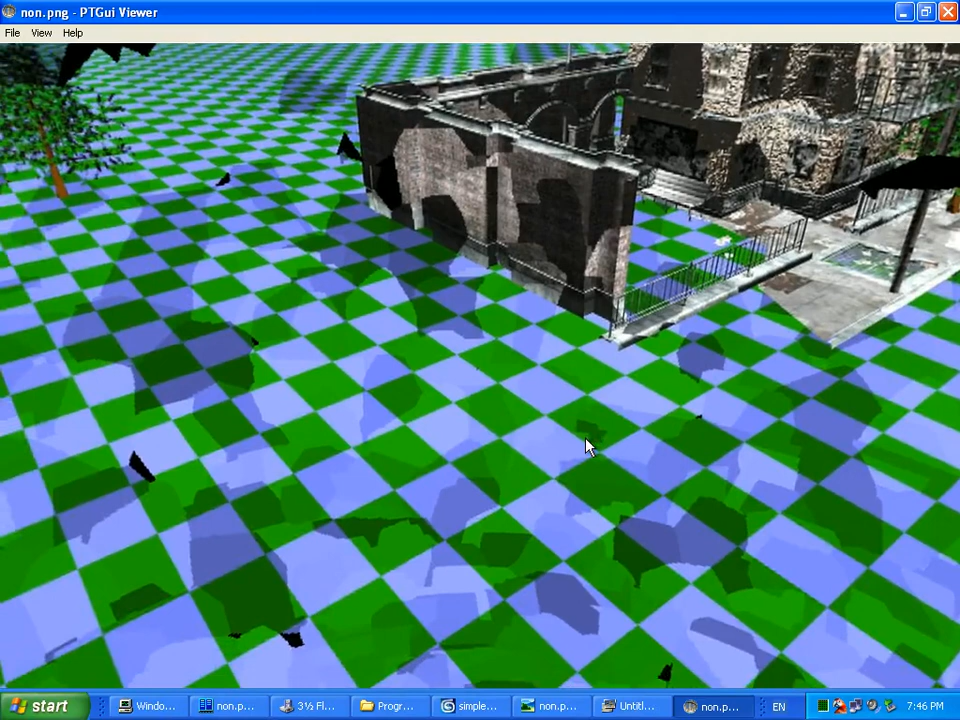 non.png - PTGui Viewer
File View Help
start Windo... non.p... 3½ Fl... Progr... simple... non.p... Untitl... non.p... EN 7:46 PM